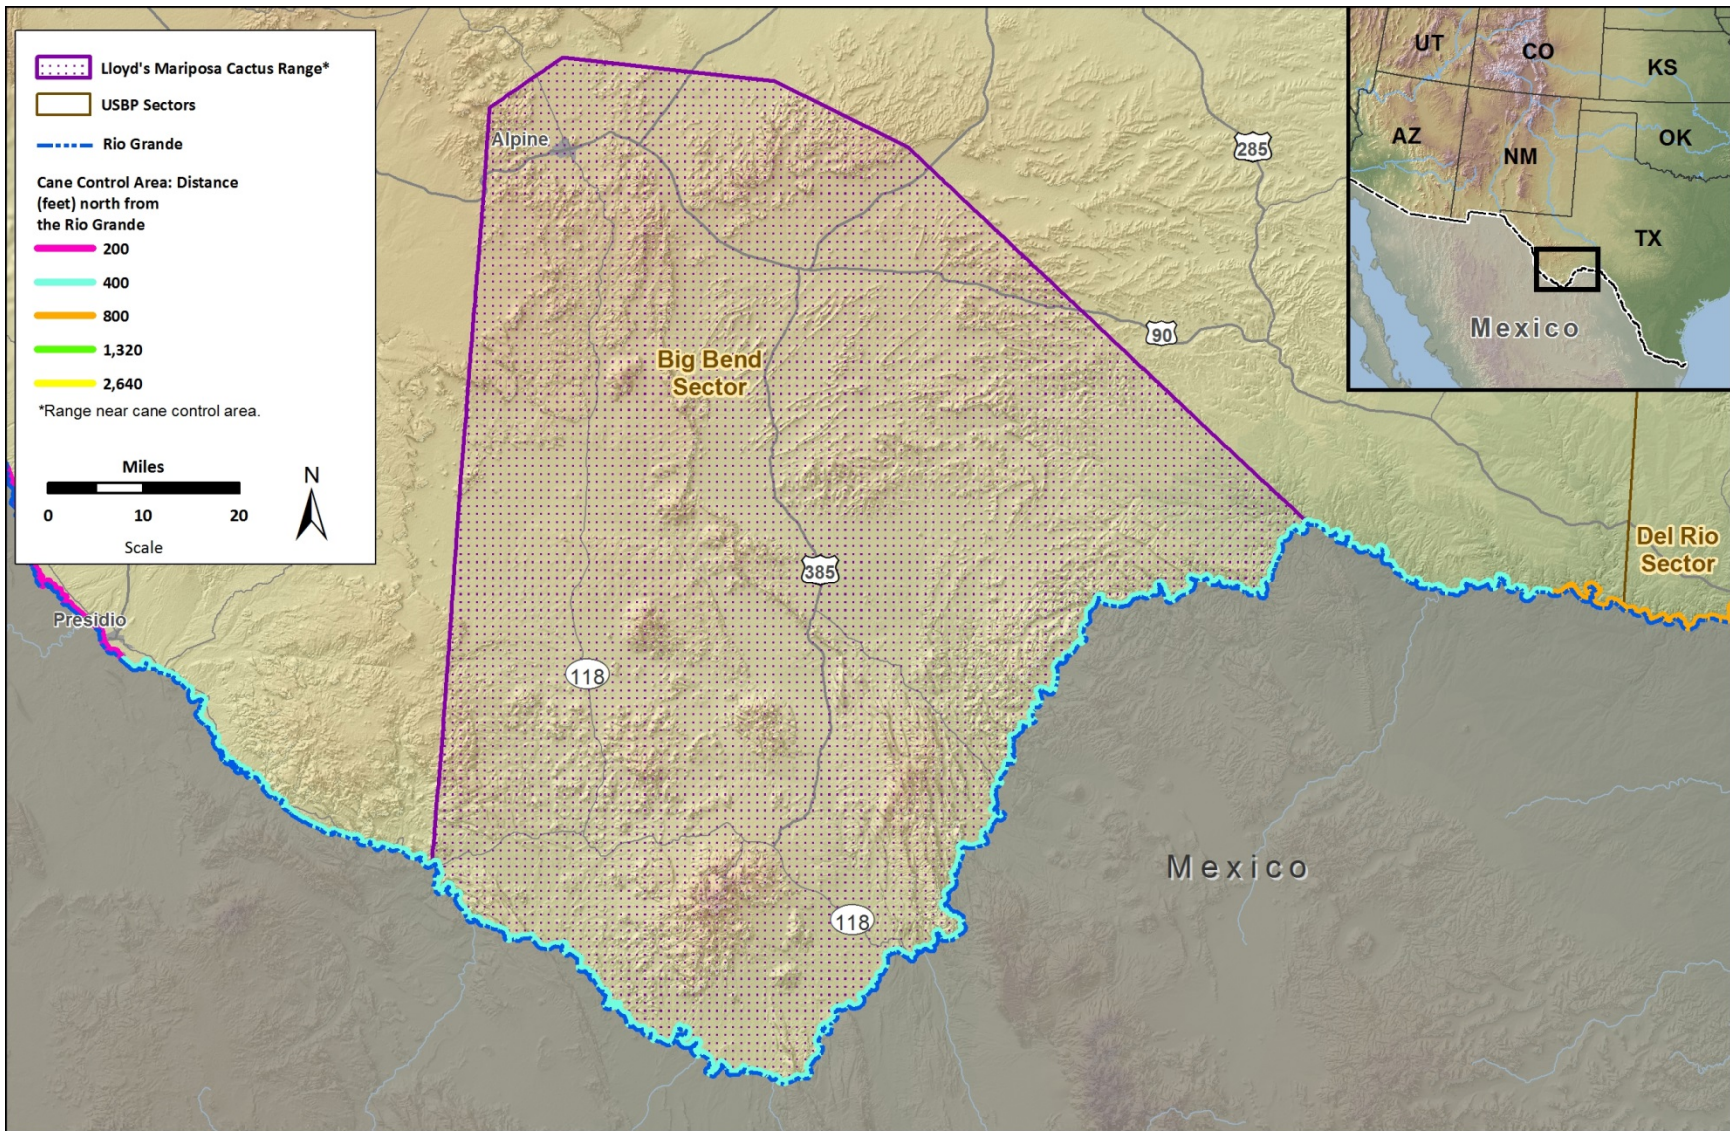 Lloyd's Mariposa Cactus Range*
USBP Sectors
Rio Grande
Cane Control Area: Distance
(feet) north from
the Rio Grande
200
400
800
1,320
2,640
*Range near cane control area.
Miles
0 10 20
Scale
N
Alpine
285
90
Big Bend
Sector
385
118
118
Presidio
Del Rio
Sector
Mexico
UT
CO
KS
AZ
NM
OK
TX
Mexico